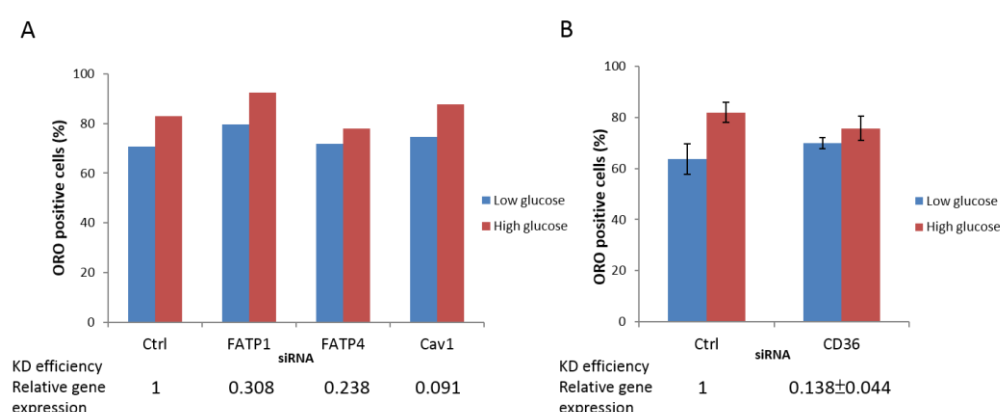 A
ORO positive cells (%)
100
80
60
40
20
0
Ctrl FATP1 FATP4 Cav1
siRNA
Low glucose
High glucose
KD efficiency
Relative gene 1 0.308 0.238 0.091
expression
B
ORO positive cells (%)
100
80
60
40
20
0
Ctrl CD36
siRNA
Low glucose
High glucose
KD efficiency
Relative gene 1 0.138±0.044
expression